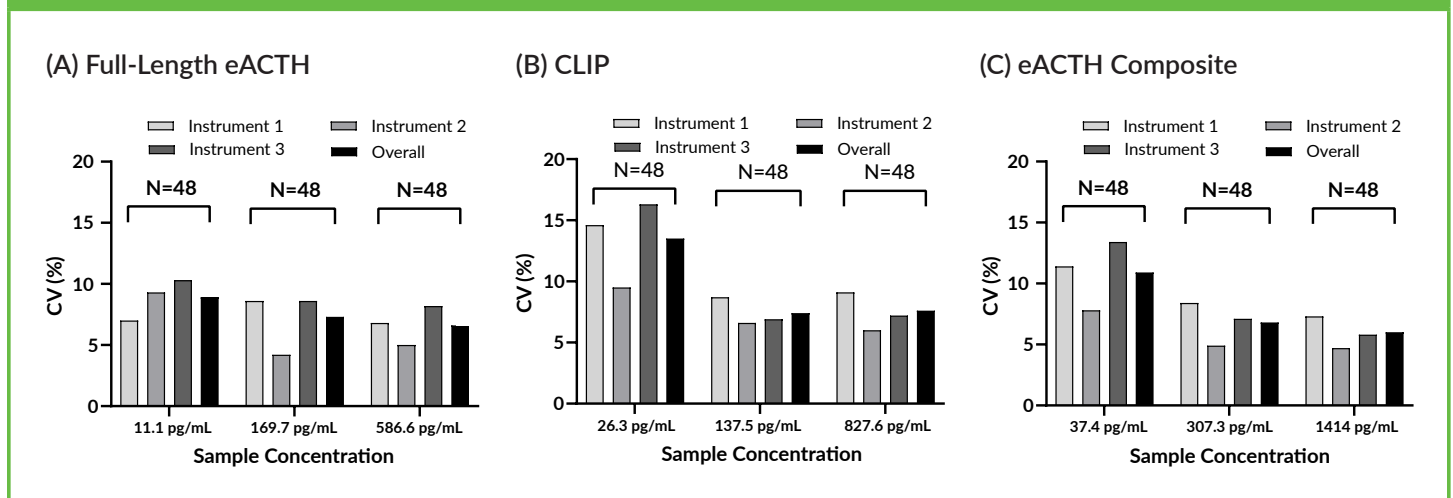 (A) Full-Length eACTH
Instrument 1
Instrument 2
Instrument 3
Overall
20
15
10
5
0
CV (%)
N=48
N=48
N=48
11.1 pg/mL
169.7 pg/mL
586.6 pg/mL
Sample Concentration
(B) CLIP
Instrument 1
Instrument 2
Instrument 3
Overall
20
15
10
5
0
CV (%)
N=48
N=48
N=48
26.3 pg/mL
137.5 pg/mL
827.6 pg/mL
Sample Concentration
(C) eACTH Composite
Instrument 1
Instrument 2
Instrument 3
Overall
20
15
10
5
0
CV (%)
N=48
N=48
N=48
37.4 pg/mL
307.3 pg/mL
1414 pg/mL
Sample Concentration